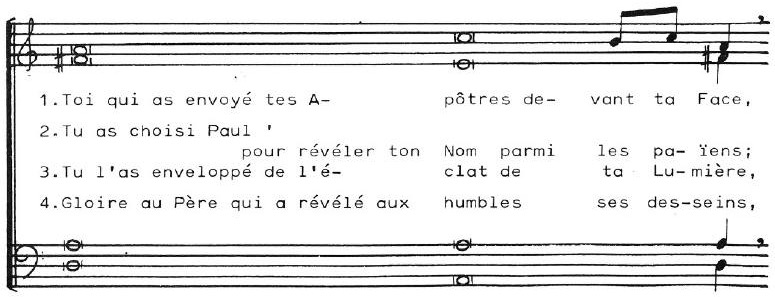 1.Toi qui as envoyé tes A- pôtres de- vant ta Face,
2.Tu as choisi Paul '
pour révéler ton Nom parmi les pa- ïens;
3.Tu l'as enveloppé de l'é- clat de ta Lu- mière,
4.Gloire au Père qui a révélé aux humbles ses des- seins,